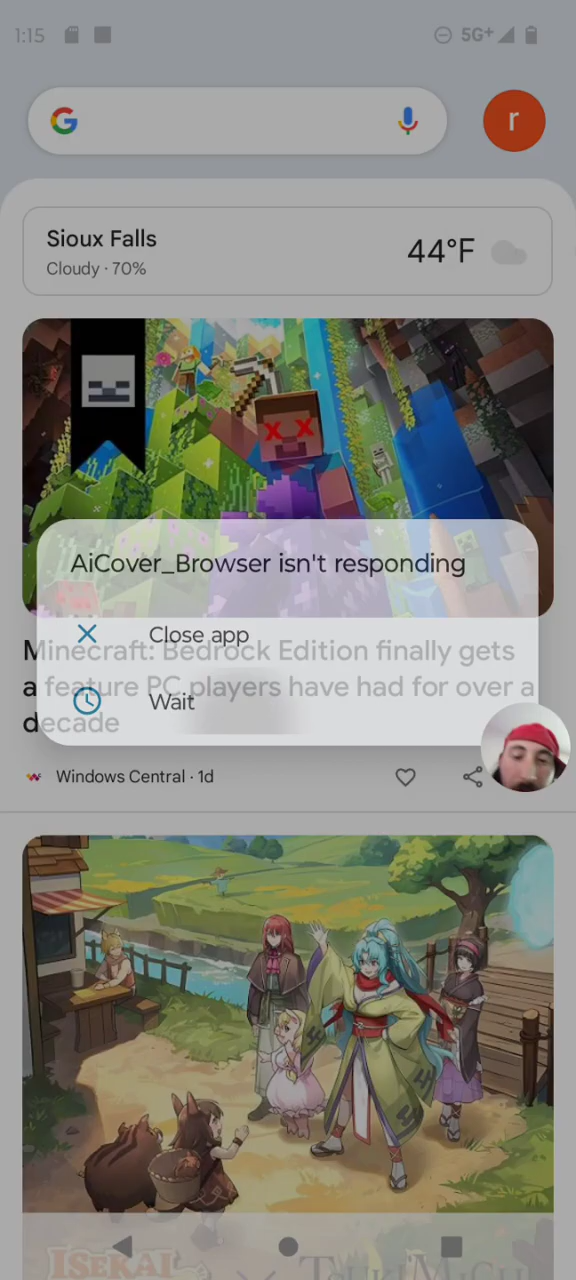 1:15
5G+
r
Sioux Falls
Cloudy · 70%
44°F
AiCover_Browser isn't responding
Close app
Minecraft: Bedrock Edition finally gets
a feature PC players have had for over a
Wait
decade
Windows Central · 1d
ISEKAI